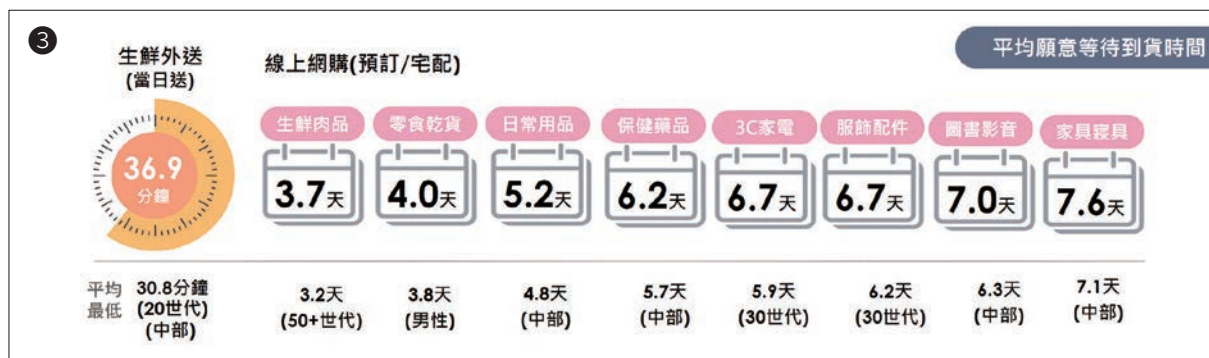 ❸
平均願意等待到貨時間
生鮮外送
(當日送)
線上網購(預訂/宅配)
36.9
分鐘
生鮮肉品 零食乾貨 日常用品 保健藥品 3C家電 服飾配件 圖書影音 家具寢具
3.7天 4.0天 5.2天 6.2天 6.7天 6.7天 7.0天 7.6天
平均
最低
30.8分鐘
(20世代)
(中部)
3.2天
(50+世代)
3.8天
(男性)
4.8天
(中部)
5.7天
(中部)
5.9天
(30世代)
6.2天
(30世代)
6.3天
(中部)
7.1天
(中部)